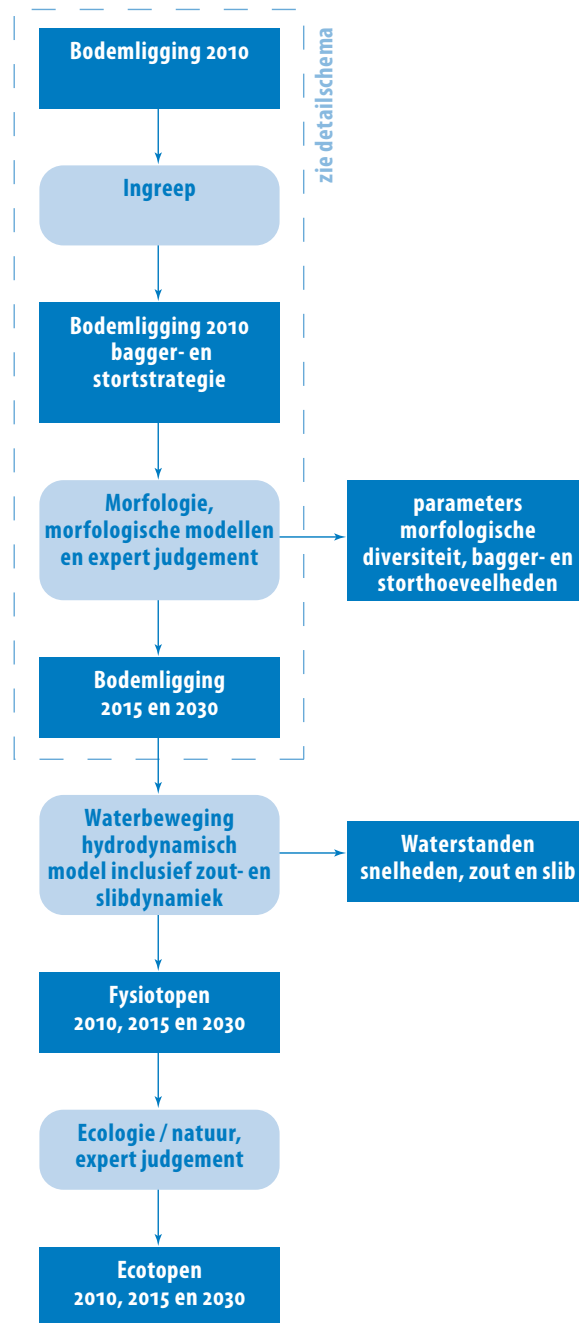 Bodemligging 2010
zie detailschema
Ingreep
Bodemligging 2010
bagger- en
stortstrategie
Morfologie,
morfologische modellen
en expert judgement
parameters
morfologische
diversiteit, bagger- en
storthoeveelheden
Bodemligging
2015 en 2030
Waterbeweging
hydrodynamisch
model inclusief zout- en
slibdynamiek
Waterstanden
snelheden, zout en slib
Fysiotopen
2010, 2015 en 2030
Ecologie / natuur,
expert judgement
Ecotopen
2010, 2015 en 2030